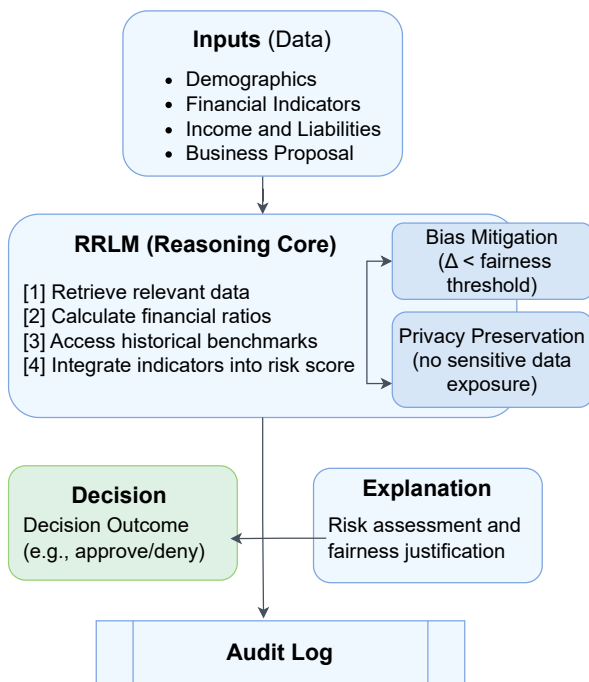 Inputs (Data)
• Demographics
• Financial Indicators
• Income and Liabilities
• Business Proposal
RRLM (Reasoning Core)
[1] Retrieve relevant data
[2] Calculate financial ratios
[3] Access historical benchmarks
[4] Integrate indicators into risk score
Bias Mitigation
(Δ < fairness
threshold)
Privacy Preservation
(no sensitive data
exposure)
Decision
Decision Outcome
(e.g., approve/deny)
Explanation
Risk assessment and
fairness justification
Audit Log